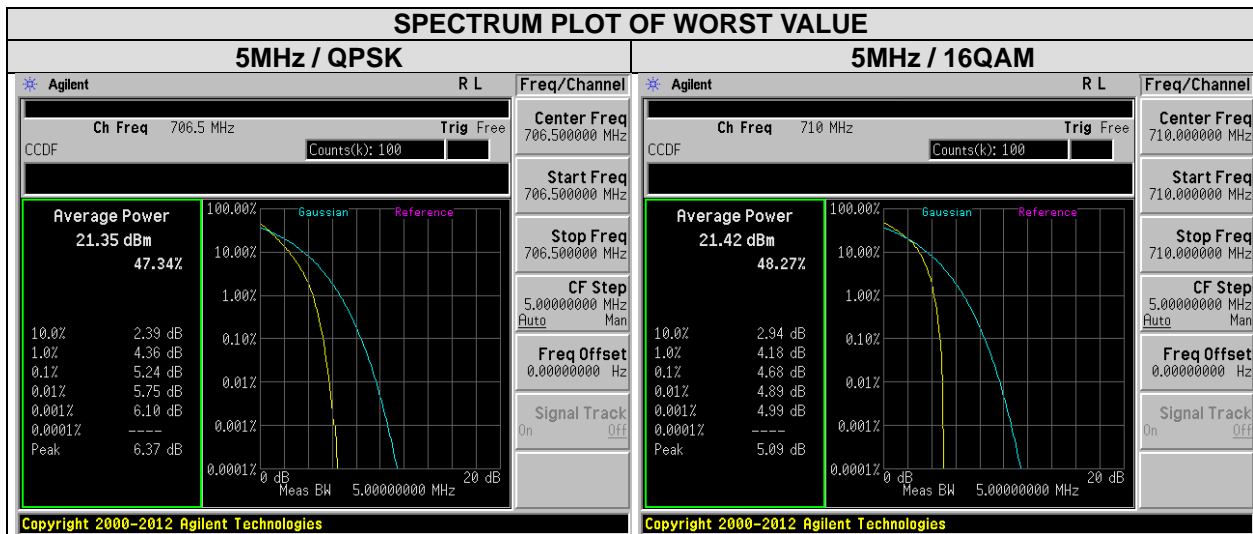 SPECTRUM PLOT OF WORST VALUE
5MHz / QPSK
Agilent R L
Ch Freq 706.5 MHz Trig Free
CCDF Counts(k): 100
Average Power
21.35 dBm
47.34%
10.0% 2.39 dB
1.0% 4.36 dB
0.1% 5.24 dB
0.01% 5.75 dB
0.001% 6.10 dB
0.0001% ----
Peak 6.37 dB
Gaussian Reference
100.00%
10.00%
1.00%
0.10%
0.01%
0.001%
0.0001%
0 dB 20 dB
Meas BW 5.00000000 MHz
Freq/Channel
Center Freq
706.500000 MHz
Start Freq
706.500000 MHz
Stop Freq
706.500000 MHz
CF Step
5.00000000 MHz
Auto Man
Freq Offset
0.00000000 Hz
Signal Track
On Off
Copyright 2000-2012 Agilent Technologies
5MHz / 16QAM
Agilent R L
Ch Freq 710 MHz Trig Free
CCDF Counts(k): 100
Average Power
21.42 dBm
48.27%
10.0% 2.94 dB
1.0% 4.18 dB
0.1% 4.68 dB
0.01% 4.89 dB
0.001% 4.99 dB
0.0001% ----
Peak 5.09 dB
Gaussian Reference
100.00%
10.00%
1.00%
0.10%
0.01%
0.001%
0.0001%
0 dB 20 dB
Meas BW 5.00000000 MHz
Freq/Channel
Center Freq
710.000000 MHz
Start Freq
710.000000 MHz
Stop Freq
710.000000 MHz
CF Step
5.00000000 MHz
Auto Man
Freq Offset
0.00000000 Hz
Signal Track
On Off
Copyright 2000-2012 Agilent Technologies